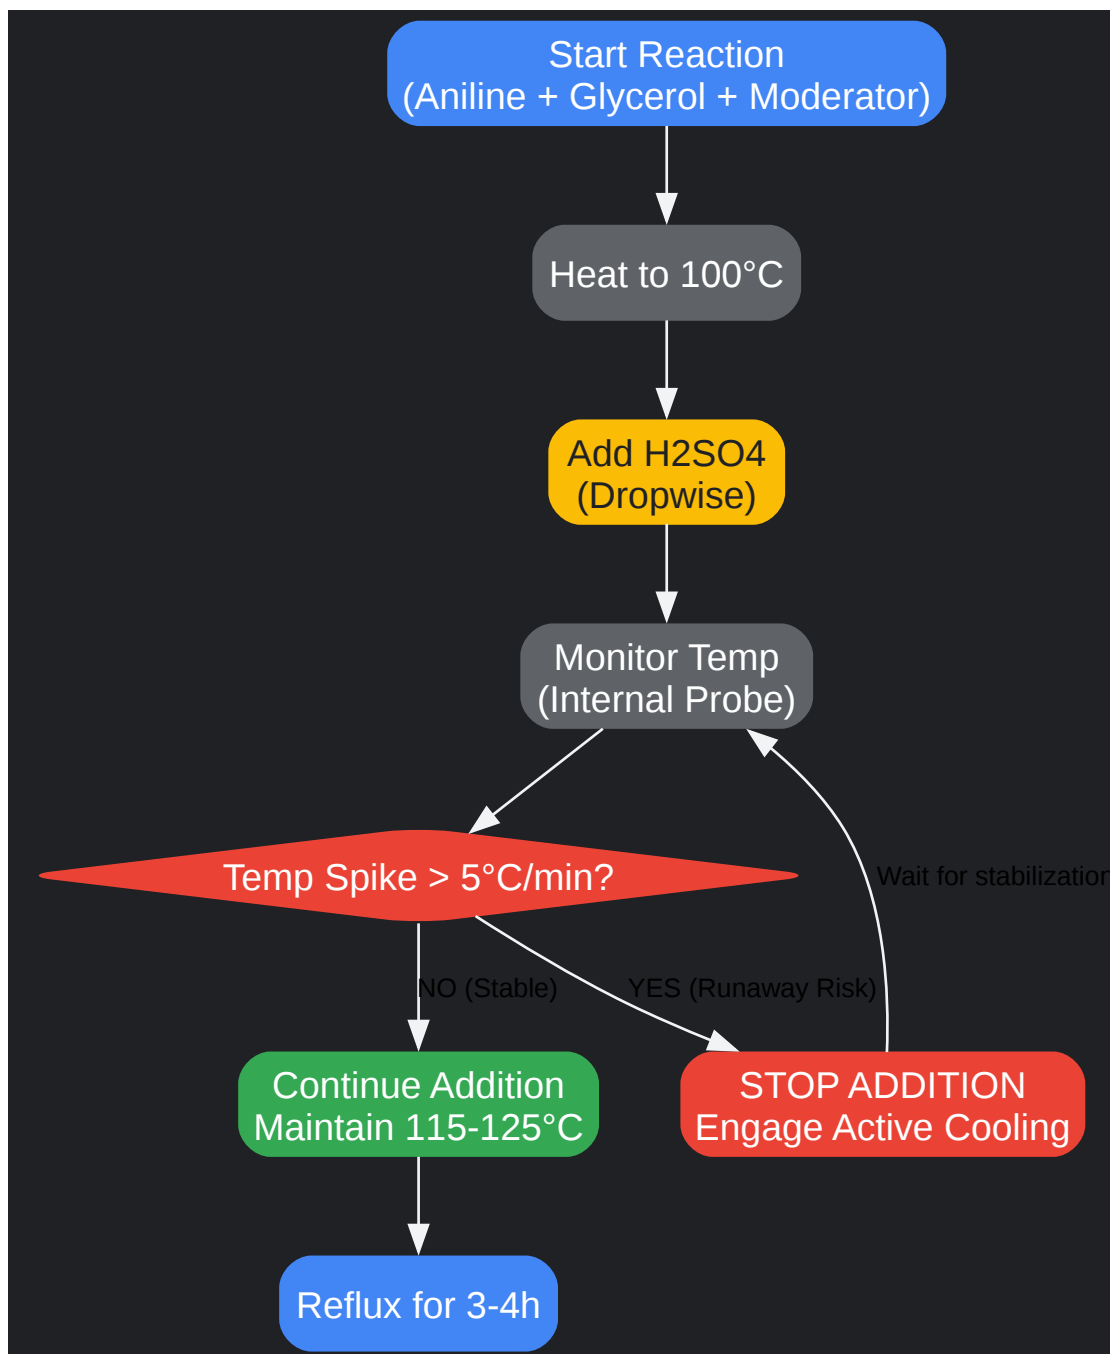 Start Reaction
(Aniline + Glycerol + Moderator)
Heat to 100°C
Add H2SO4
(Dropwise)
Monitor Temp
(Internal Probe)
Temp Spike > 5°C/min?
Wait for stabilization
NO (Stable)
YES (Runaway Risk)
Continue Addition
Maintain 115-125°C
STOP ADDITION
Engage Active Cooling
Reflux for 3-4h